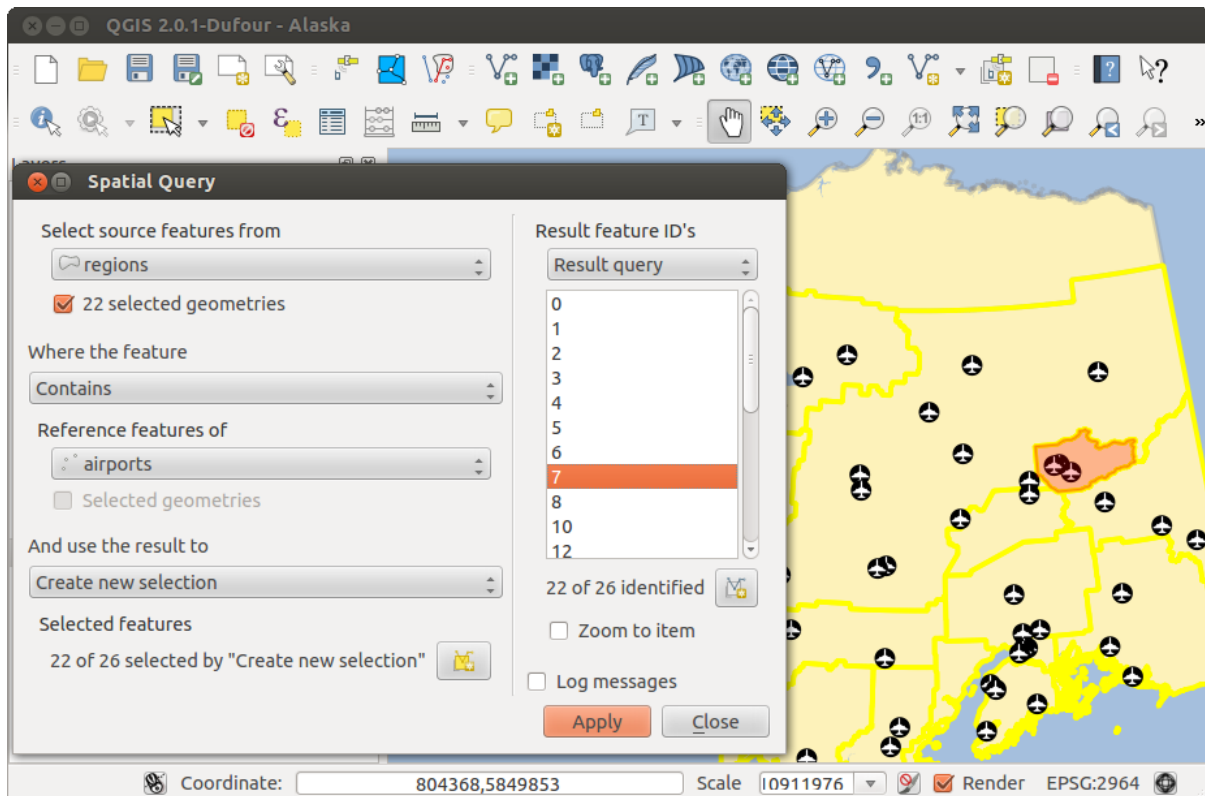 QGIS 2.0.1-Dufour - Alaska
1:1
T
?
?
»
Layers
Spatial Query
Select source features from
regions
22 selected geometries
Where the feature
Contains
Reference features of
airports
Selected geometries
And use the result to
Create new selection
Selected features
22 of 26 selected by "Create new selection"
Result feature ID's
Result query
0
1
2
3
4
5
6
7
8
10
12
22 of 26 identified
Zoom to item
Log messages
Apply
Close
Coordinate:
804368,5849853
Scale
10911976
Render
EPSG:2964